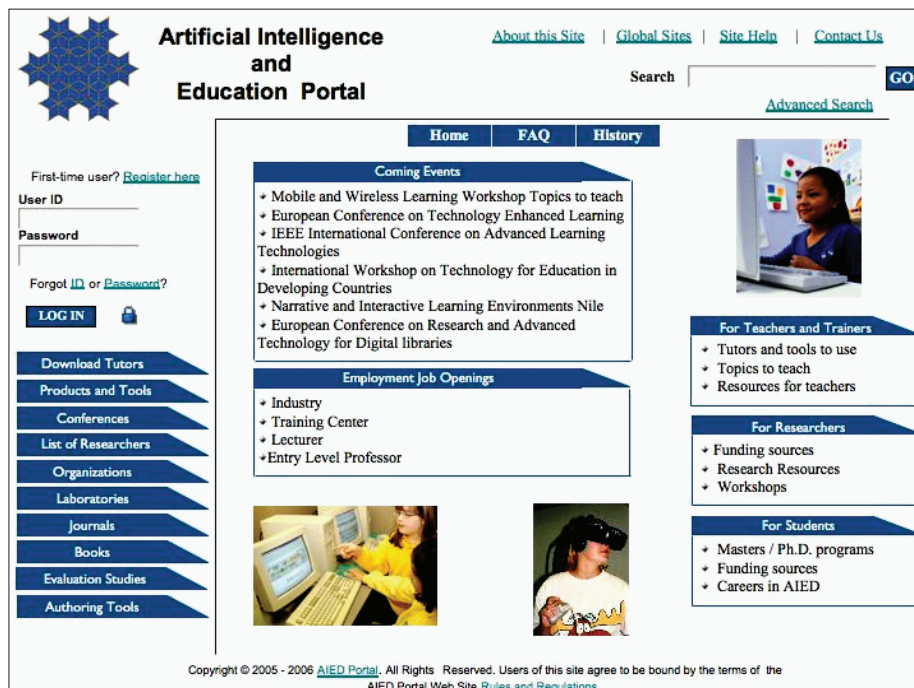 Artificial Intelligence
and
Education Portal
About this Site | Global Sites | Site Help | Contact Us
Search
GO
Advanced Search
Home FAQ History
First-time user? Register here
User ID
Password
Forgot ID or Password?
LOG IN
Download Tutors
Products and Tools
Conferences
List of Researchers
Organizations
Laboratories
Journals
Books
Evaluation Studies
Authoring Tools
Coming Events
Mobile and Wireless Learning Workshop Topics to teach
European Conference on Technology Enhanced Learning
IEEE International Conference on Advanced Learning
Technologies
International Workshop on Technology for Education in
Developing Countries
Narrative and Interactive Learning Environments Nile
European Conference on Research and Advanced
Technology for Digital libraries
Employment Job Openings
Industry
Training Center
Lecturer
Entry Level Professor
For Teachers and Trainers
Tutors and tools to use
Topics to teach
Resources for teachers
For Researchers
Funding sources
Research Resources
Workshops
For Students
Masters / Ph.D. programs
Funding sources
Careers in AIED
Copyright © 2005 - 2006 AIED Portal. All Rights Reserved. Users of this site agree to be bound by the terms of the
AIED Portal Web Site Rules and Regulations